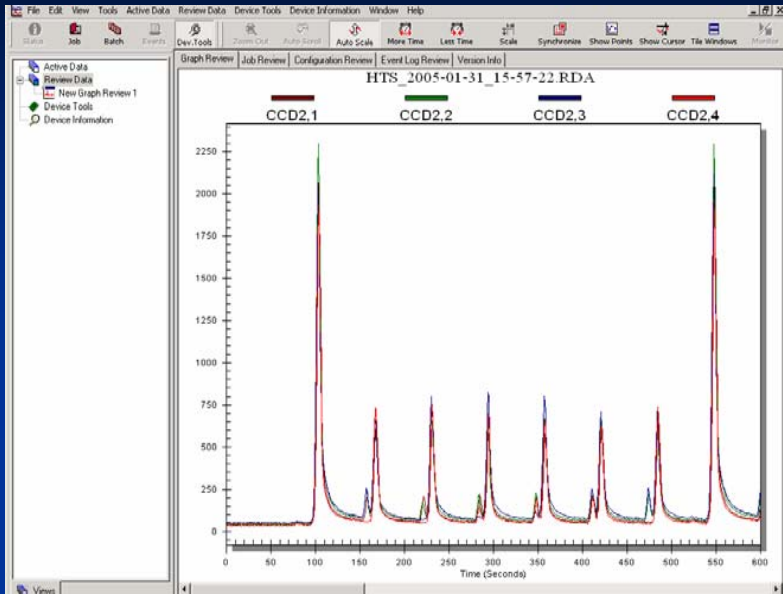 File Edit View Tools Active Data Review Data Device Tools Device Information Window Help
Status Job Batch Events Dev.Tools Zoom Out Auto Scroll Auto Scale More Time Less Time Scale Synchronize Show Points Show Cursor Tile Windows Monitor
Active Data
Review Data
New Graph Review 1
Device Tools
Device Information
Graph Review Job Review Configuration Review Event Log Review Version Info
HTS_2005-01-31_15-57-22.RDA
CCD2,1 CCD2,2 CCD2,3 CCD2,4
2250
2000
1750
1500
1250
1000
750
500
250
0
0 50 100 150 200 250 300 350 400 450 500 550 600
Time (Seconds)
Views